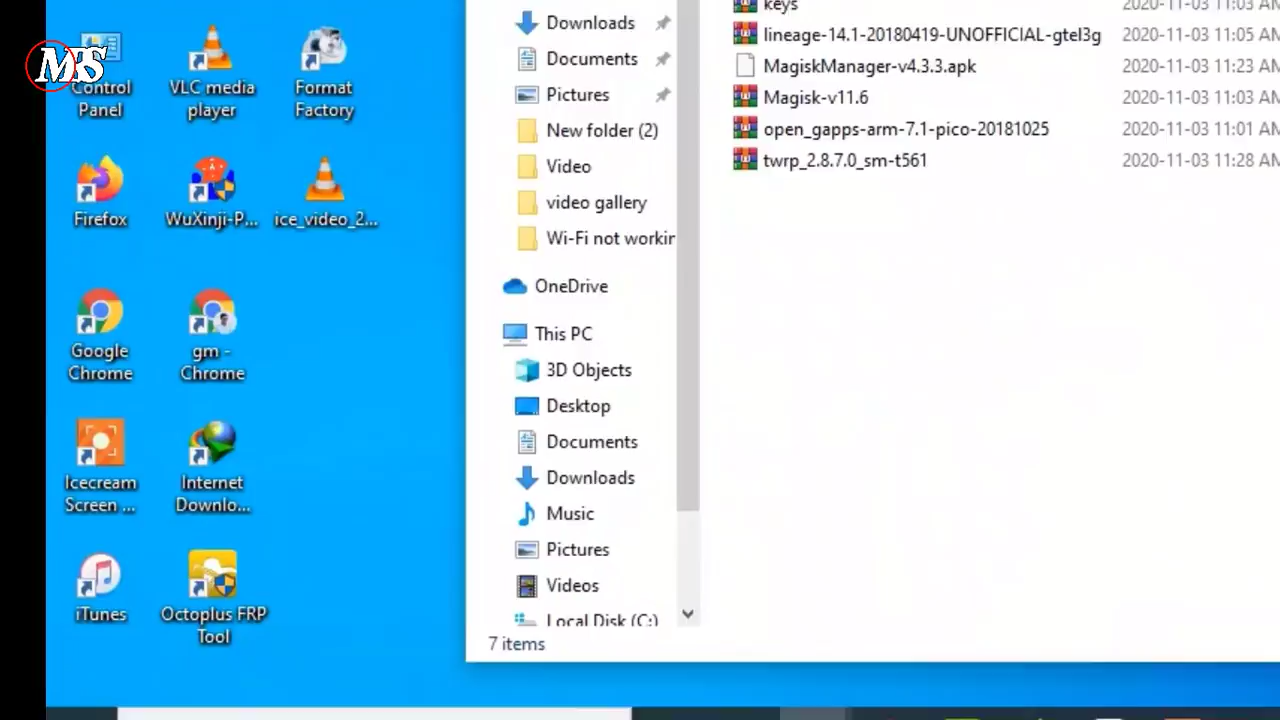 MS
Control
Panel
VLC media
player
Format
Factory
Firefox
WuXinji-P...
ice_video_2...
Google
Chrome
gm -
Chrome
Icecream
Screen ...
Internet
Downlo...
iTunes
Octoplus FRP
Tool
Downloads
Documents
Pictures
New folder (2)
Video
video gallery
Wi-Fi not workin
OneDrive
This PC
3D Objects
Desktop
Documents
Downloads
Music
Pictures
Videos
Local Disk (C:)
7 items
keys 2020-11-03 11:03 AM
lineage-14.1-20180419-UNOFFICIAL-gtel3g 2020-11-03 11:05 AM
MagiskManager-v4.3.3.apk 2020-11-03 11:23 AM
Magisk-v11.6 2020-11-03 11:03 AM
open_gapps-arm-7.1-pico-20181025 2020-11-03 11:01 AM
twrp_2.8.7.0_sm-t561 2020-11-03 11:28 AM